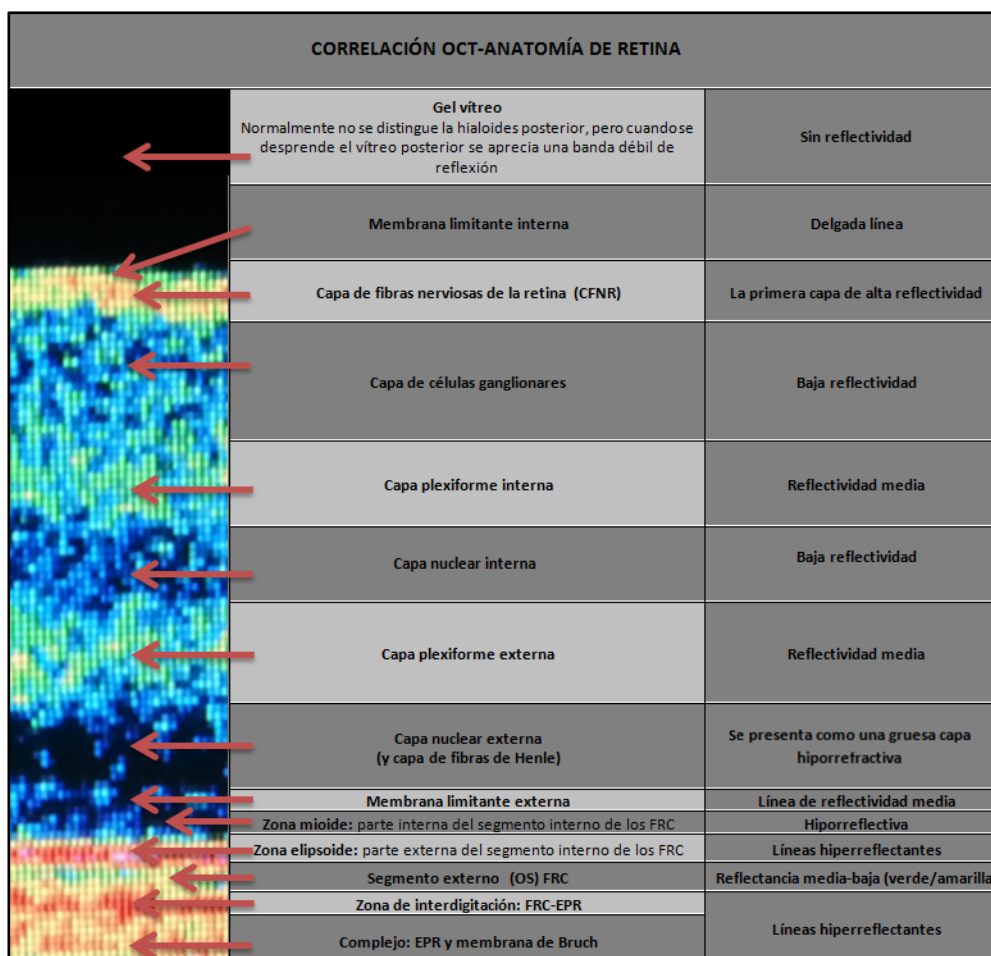 CORRELACIÓN OCT-ANATOMÍA DE RETINA
Gel vítreo
Normalmente no se distingue la hialoides posterior, pero cuando se
desprende el vítreo posterior se aprecia una banda débil de
reflexión
Sin reflectividad
Membrana limitante interna
Delgada línea
Capa de fibras nerviosas de la retina (CFNR)
La primera capa de alta reflectividad
Capa de células ganglionares
Baja reflectividad
Capa plexiforme interna
Reflectividad media
Capa nuclear interna
Baja reflectividad
Capa plexiforme externa
Reflectividad media
Capa nuclear externa
(y capa de fibras de Henle)
Se presenta como una gruesa capa
hiporrefractiva
Membrana limitante externa
Línea de reflectividad media
Zona mioide: parte interna del segmento interno de los FRC
Hiporreflectiva
Zona elipsoide: parte externa del segmento interno de los FRC
Líneas hiperreflectantes
Segmento externo (OS) FRC
Reflectancia media-baja (verde/amarilla
Zona de interdigitación: FRC-EPR
Complejo: EPR y membrana de Bruch
Líneas hiperreflectantes